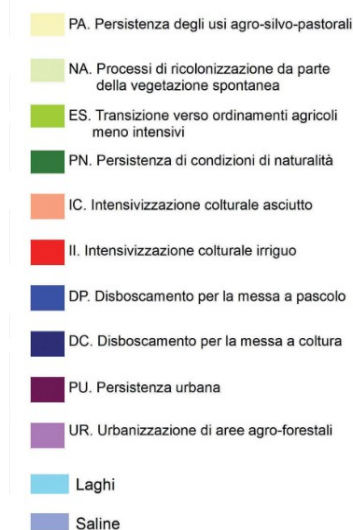 PA. Persistenza degli usi agro-silvo-pastorali
NA. Processi di ricolonizzazione da parte
della vegetazione spontanea
ES. Transizione verso ordinamenti agricoli
meno intensivi
PN. Persistenza di condizioni di naturalità
IC. Intensivizzazione colturale asciutto
II. Intensivizzazione colturale irriguo
DP. Disboscamento per la messa a pascolo
DC. Disboscamento per la messa a coltura
PU. Persistenza urbana
UR. Urbanizzazione di aree agro-forestali
Laghi
Saline